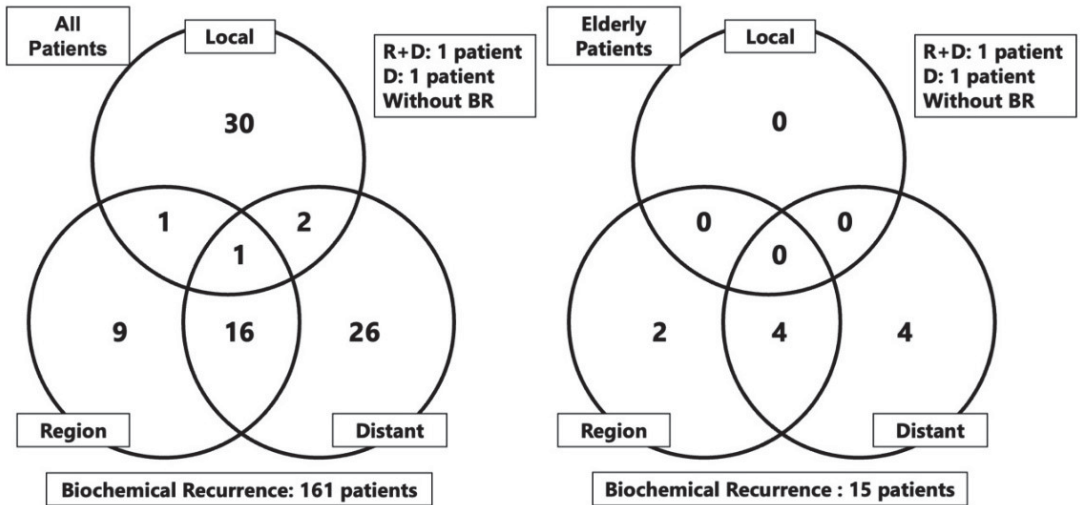 All
Patients
Local
R+D: 1 patient
D: 1 patient
Without BR
30
1
2
1
9
16
26
Region
Distant
Biochemical Recurrence: 161 patients
Elderly
Patients
Local
R+D: 1 patient
D: 1 patient
Without BR
0
0
0
0
2
4
4
Region
Distant
Biochemical Recurrence : 15 patients